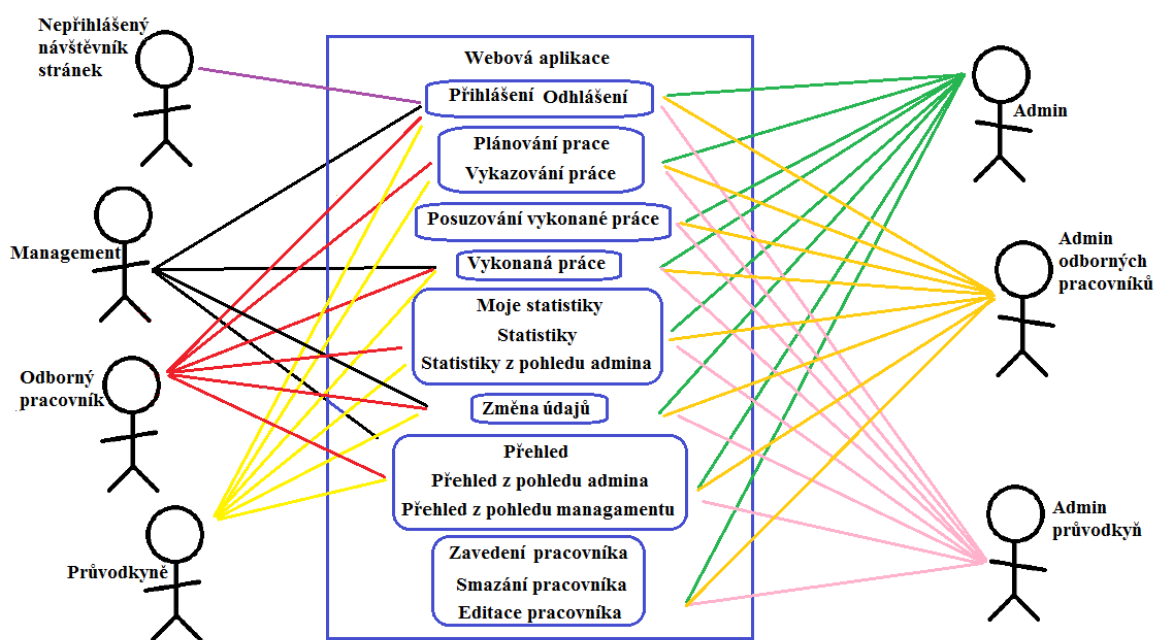 Nepřihlášený
návštěvník
stránek
Management
Odborný
pracovník
Průvodkyně
Webová aplikace
Přihlášení Odhlášení
Plánování prace
Vykazování práce
Posuzování vykonané práce
Vykonaná práce
Moje statistiky
Statistiky
Statistiky z pohledu admina
Změna údajů
Přehled
Přehled z pohledu admina
Přehled z pohledu managamentu
Zavedení pracovníka
Smazání pracovníka
Editace pracovníka
Admin
Admin
odborných
pracovníků
Admin
průvodkyň